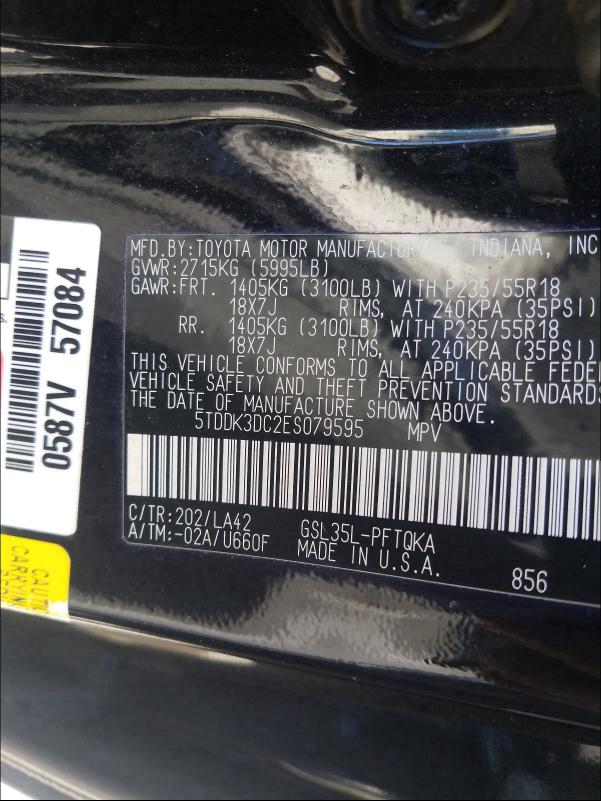 MFD.BY:TOYOTA MOTOR MANUFACTURING, INDIANA, INC
GVWR:2715KG (5995LB)
GAWR:FRT. 1405KG (3100LB) WITH P235/55R18
18X7J RIMS, AT 240KPA (35PSI)
RR. 1405KG (3100LB) WITH P235/55R18
18X7J RIMS, AT 240KPA (35PSI)
THIS VEHICLE CONFORMS TO ALL APPLICABLE FEDE
VEHICLE SAFETY AND THEFT PREVENTION STANDARDS
THE DATE OF MANUFACTURE SHOWN ABOVE.
5TDDK3DC2ES079595 MPV
C/TR:202/LA42 GSL35L-PFTQKA
A/TM:-02A/U660F MADE IN U.S.A.
856
0587V 57084
CAUT
CARRYIN